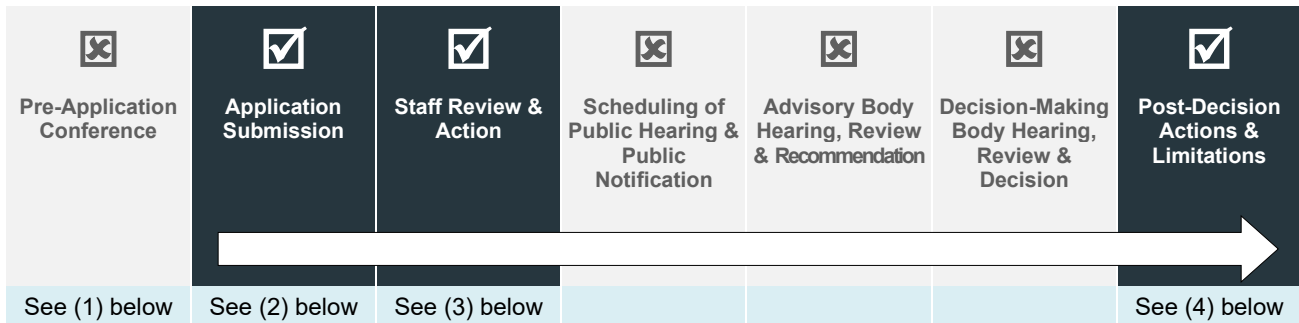 Pre-Application
Conference
Application
Submission
Staff Review &
Action
Scheduling of
Public Hearing &
Public
Notification
Advisory Body
Hearing, Review
& Recommendation
Decision-Making
Body Hearing,
Review &
Decision
Post-Decision
Actions &
Limitations
See (1) below
See (2) below
See (3) below
See (4) below